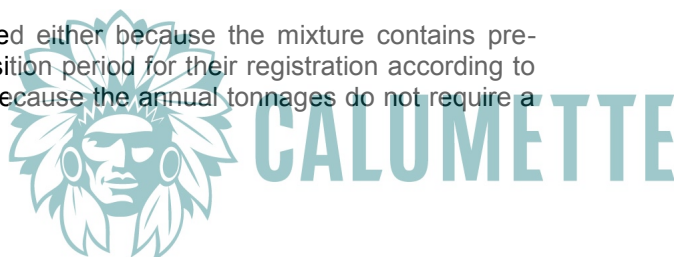 ed either because the mixture contains pre-
sition period for their registration according to
ecause the annual tonnages do not require a
CALUMETTE